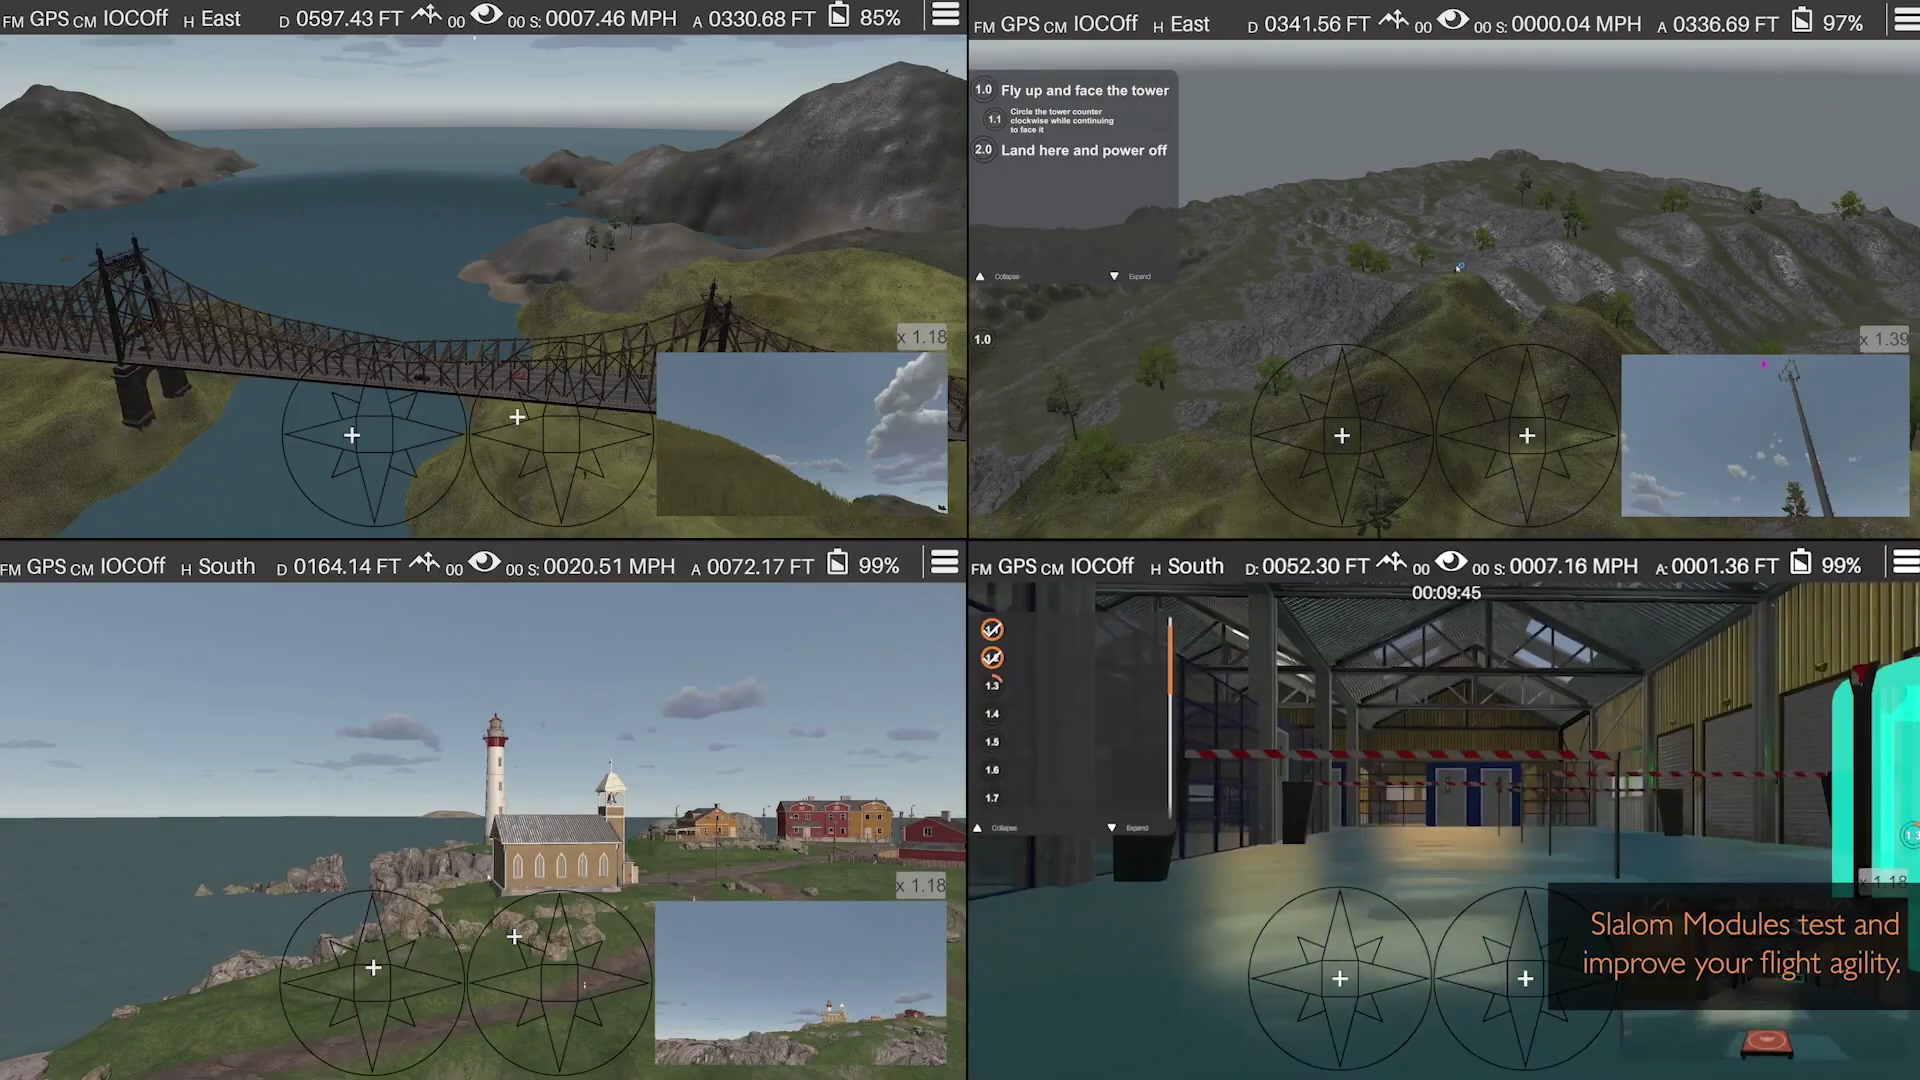 FM GPS CM IOCOff H East D 0597.43 FT 00 00 S: 0007.46 MPH A 0330.68 FT 85%
x 1.18
FM GPS CM IOCOff H East D 0341.56 FT 00 00 S: 0000.04 MPH A 0336.69 FT 97%
1.0 Fly up and face the tower
1.1 Circle the tower counter
clockwise while continuing
to face it
2.0 Land here and power off
Collapse Expand
1.0
x 1.39
FM GPS CM IOCOff H South D 0164.14 FT 00 00 S: 0020.51 MPH A 0072.17 FT 99%
x 1.18
FM GPS CM IOCOff H South D: 0052.30 FT 00 00 S: 0007.16 MPH A: 0001.36 FT 99%
00:09:45
1.3
1.4
1.5
1.6
1.7
Collapse Expand
x 1.18
Slalom Modules test and
improve your flight agility.